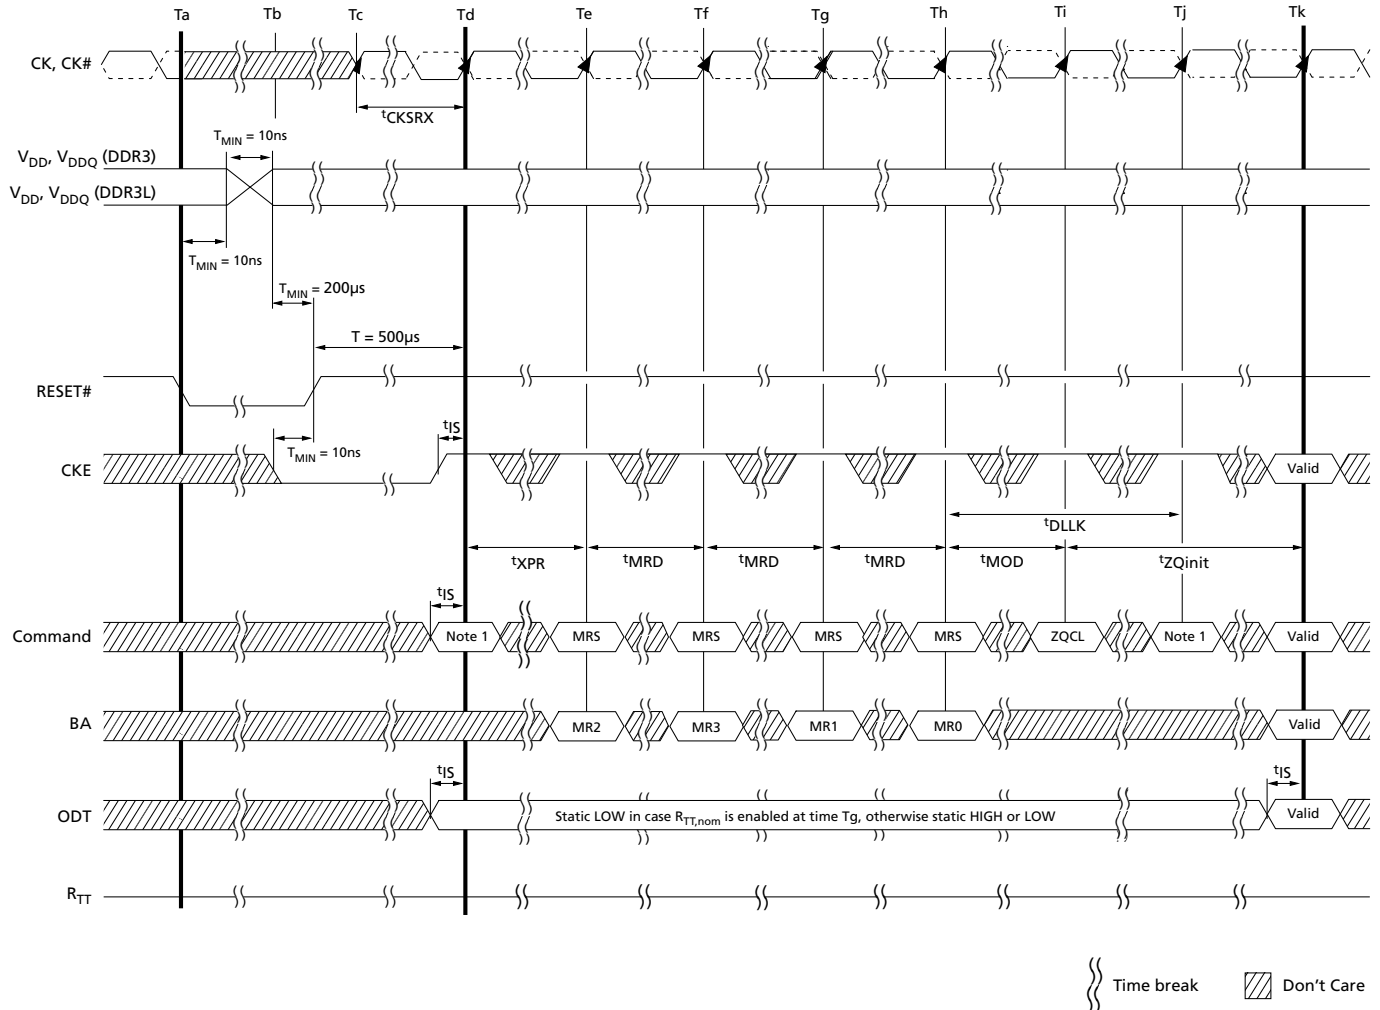 Ta Tb Tc Td Te Tf Tg Th Ti Tj Tk
CK, CK#
tCKSRX
TMIN = 10ns
VDD, VDDQ (DDR3)
VDD, VDDQ (DDR3L)
TMIN = 10ns
TMIN = 200µs
T = 500µs
RESET#
tIS
TMIN = 10ns
CKE
Valid
tDLLK
tXPR tMRD tMRD tMRD tMOD tZQinit
tIS
Command Note 1 MRS MRS MRS MRS ZQCL Note 1 Valid
BA MR2 MR3 MR1 MR0 Valid
tIS tIS
ODT Static LOW in case RTT,nom is enabled at time Tg, otherwise static HIGH or LOW Valid
RTT
Time break Don't Care